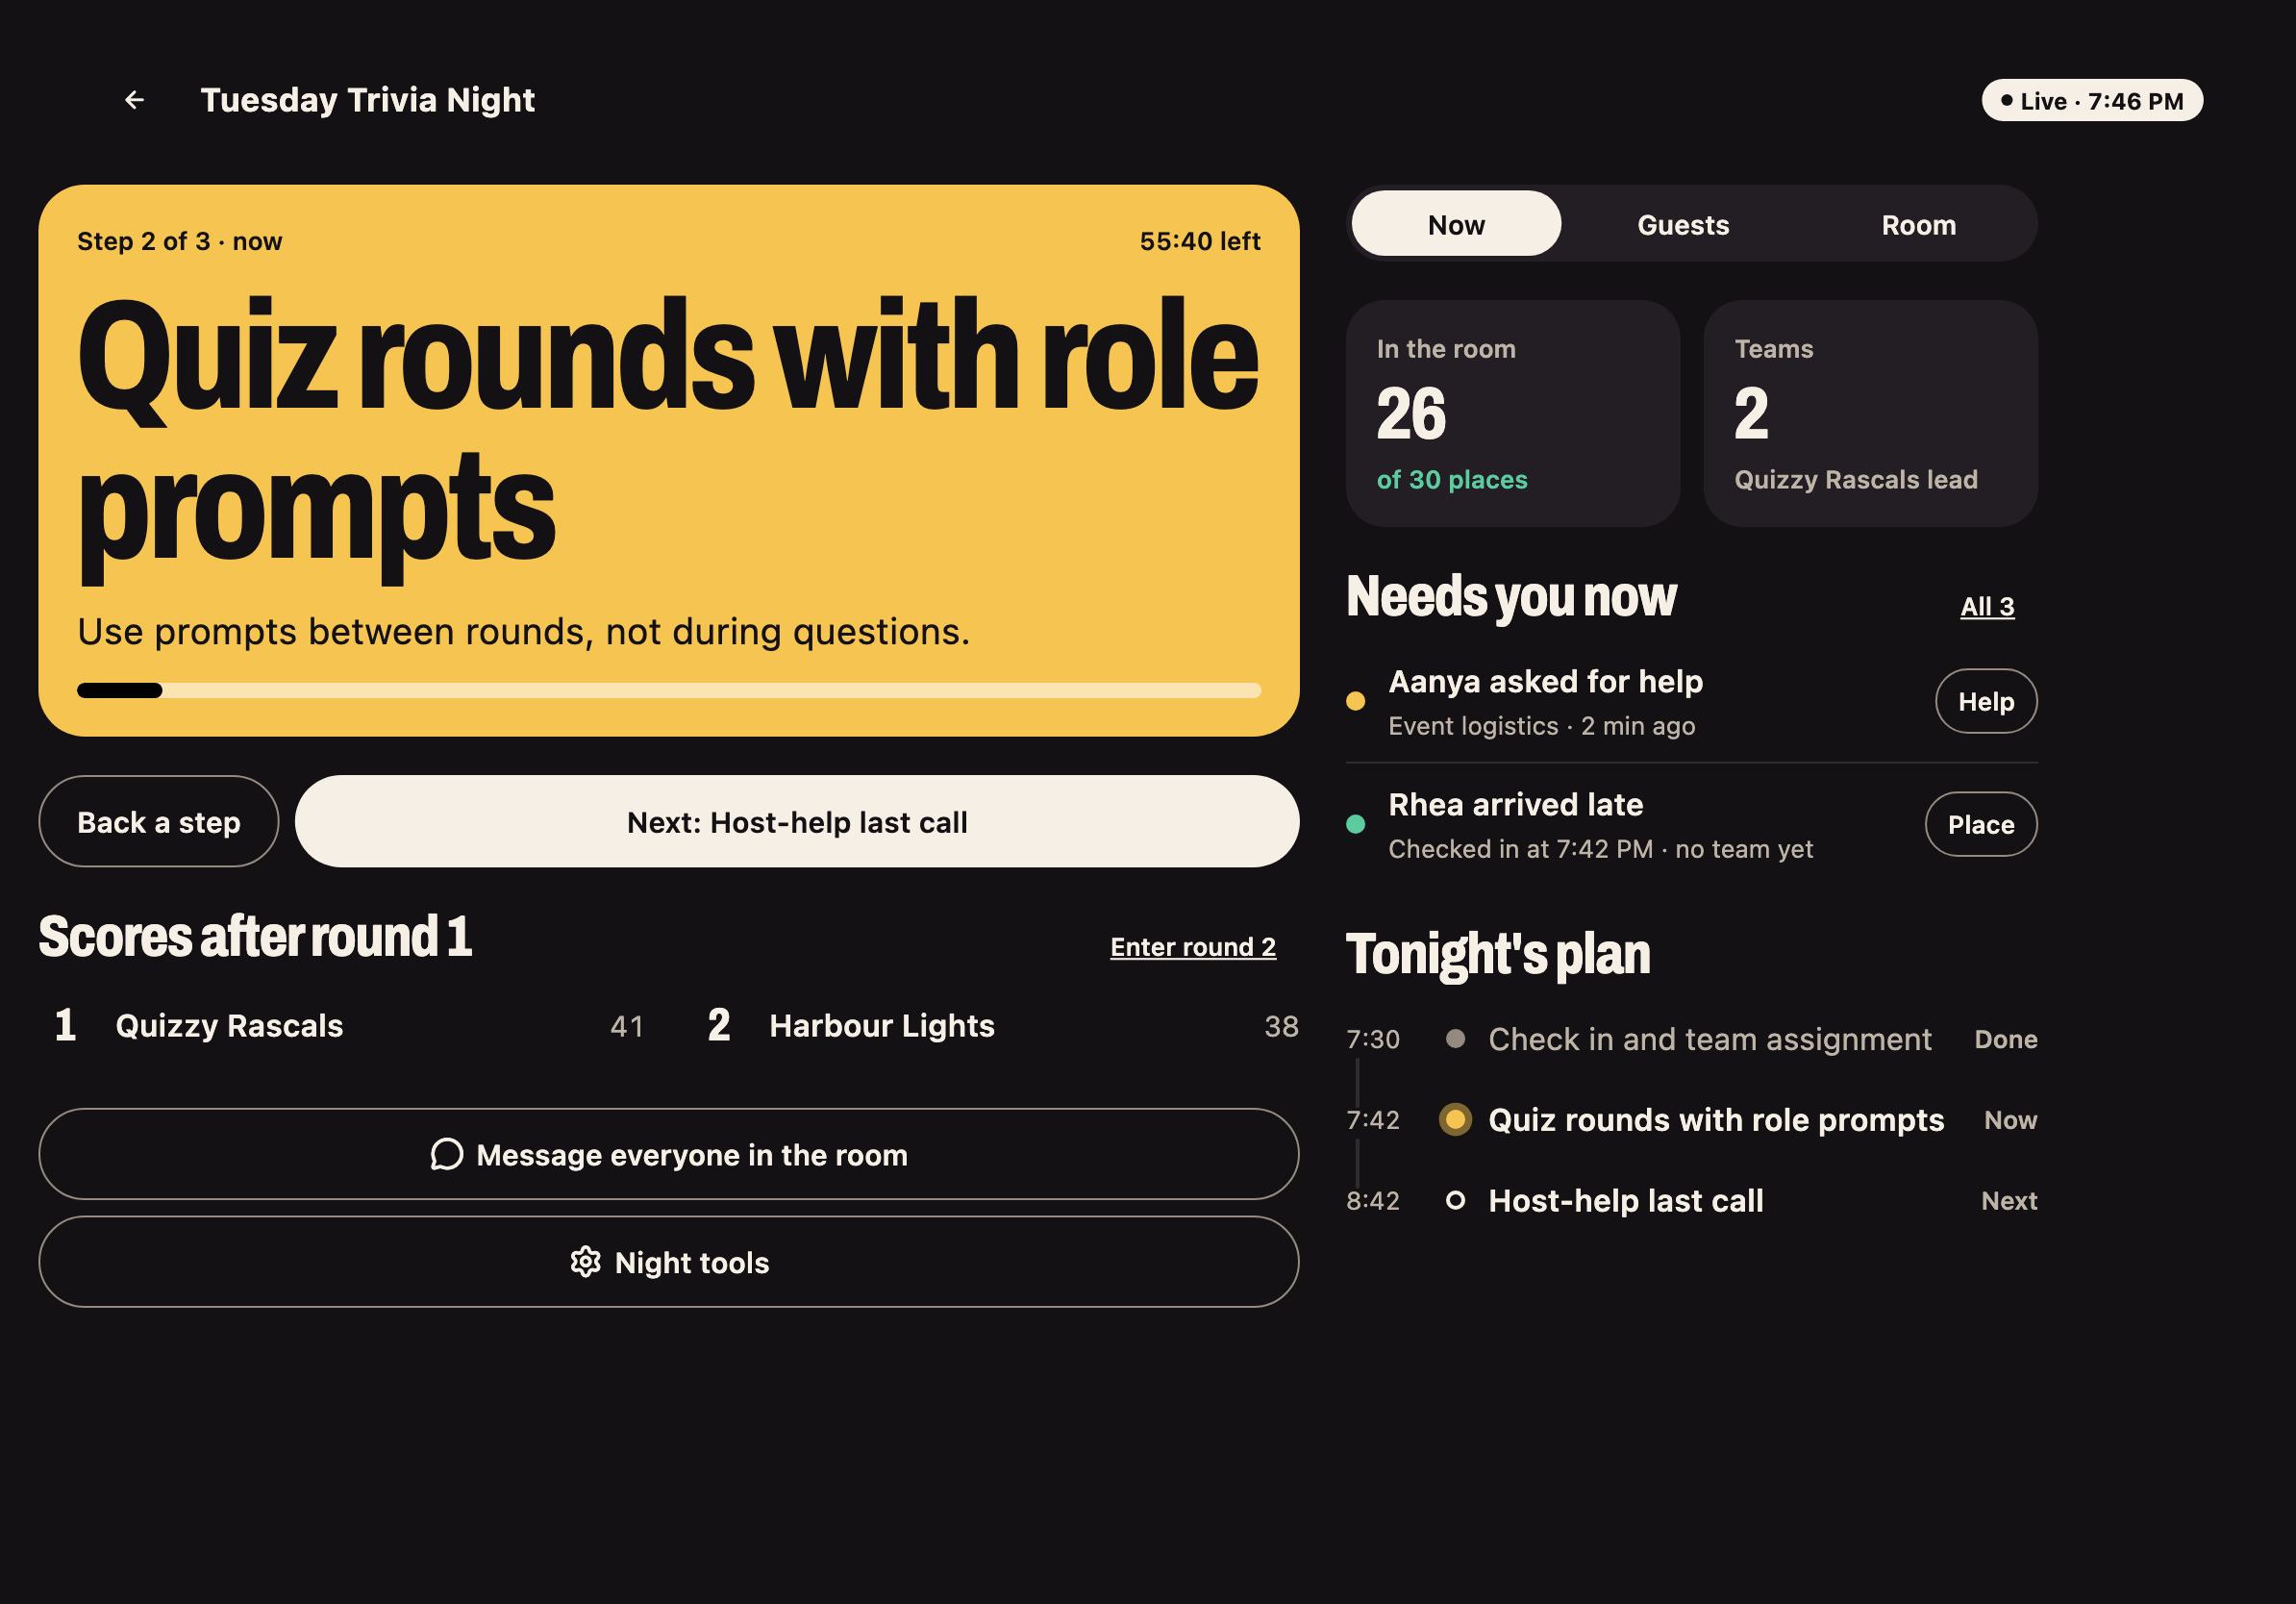 Tuesday Trivia Night
Live · 7:46 PM
Step 2 of 3 · now
55:40 left
Quiz rounds with role
prompts
Use prompts between rounds, not during questions.
Back a step
Next: Host-help last call
Scores after round 1
Enter round 2
1 Quizzy Rascals 41
2 Harbour Lights 38
Message everyone in the room
Night tools
Now
Guests
Room
In the room
26
of 30 places
Teams
2
Quizzy Rascals lead
Needs you now
All 3
Aanya asked for help
Event logistics · 2 min ago
Help
Rhea arrived late
Checked in at 7:42 PM · no team yet
Place
Tonight's plan
7:30 Check in and team assignment Done
7:42 Quiz rounds with role prompts Now
8:42 Host-help last call Next